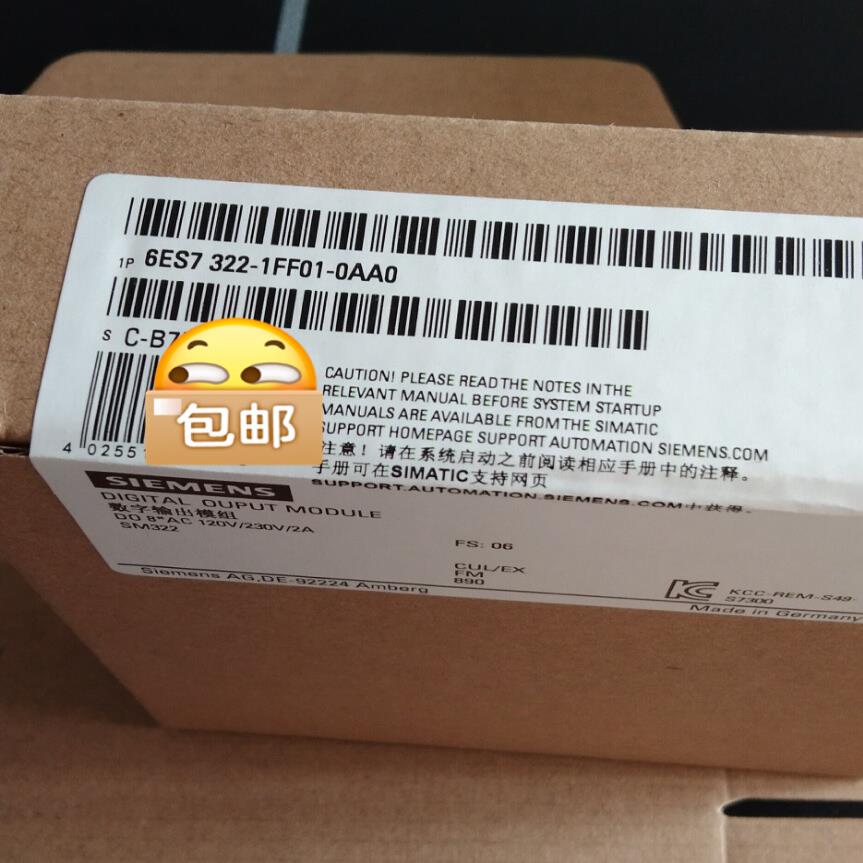 1P 6ES7 322-1FF01-0AA0
S C-B7
包邮
4 02551
CAUTION! PLEASE READ THE NOTES IN THE
RELEVANT MANUAL BEFORE SYSTEM STARTUP
MANUALS ARE AVAILABLE FROM THE SIMATIC
SUPPORT HOMEPAGE SUPPORT AUTOMATION SIEMENS.COM
注意！请在系统启动之前阅读相应手册中的注释。
手册可在SIMATIC支持网页
SUPPORT.AUTOMATION.SIEMENS.COM中获得。
SIEMENS
DIGITAL OUPUT MODULE
数字输出模组
DO 8*AC 120V/230V/2A
SM322
FS: 06
CUL/EX
FM
890
Siemens AG,DE-92224 Amberg
KCC-REM-S49-
S7300
Made in Germany